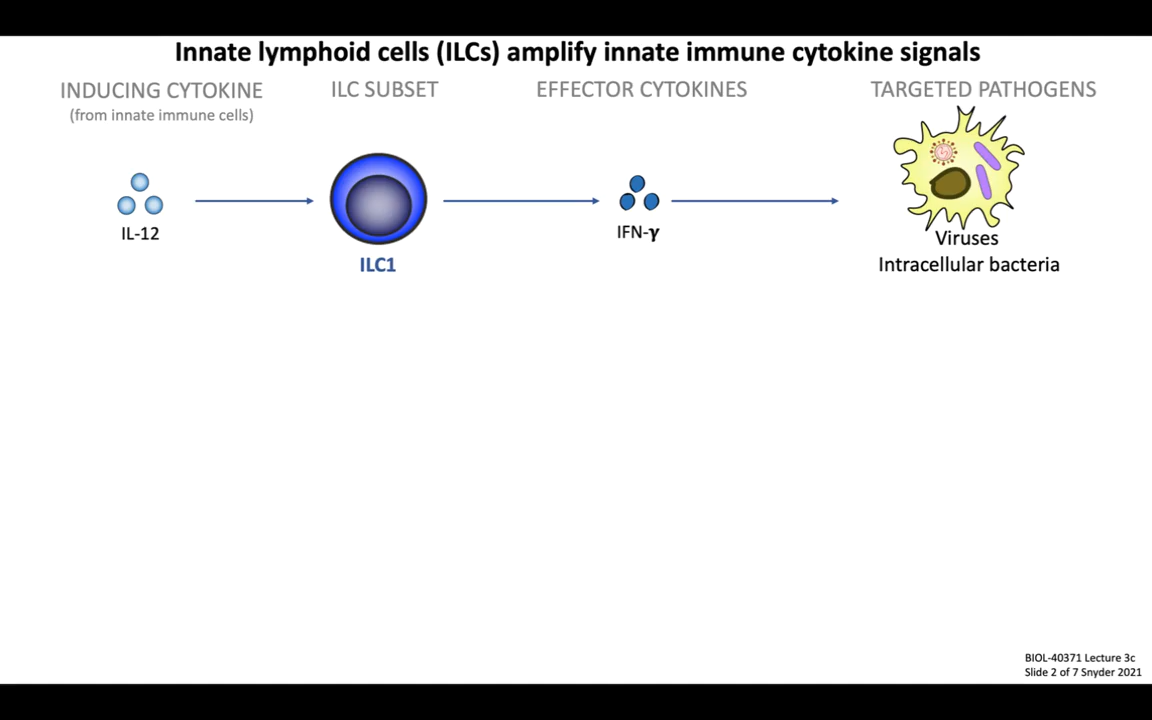 Innate lymphoid cells (ILCs) amplify innate immune cytokine signals
INDUCING CYTOKINE
(from innate immune cells)
ILC SUBSET
EFFECTOR CYTOKINES
TARGETED PATHOGENS
IL-12
ILC1
IFN-γ
Viruses
Intracellular bacteria
BIOL-40371 Lecture 3c
Slide 2 of 7 Snyder 2021